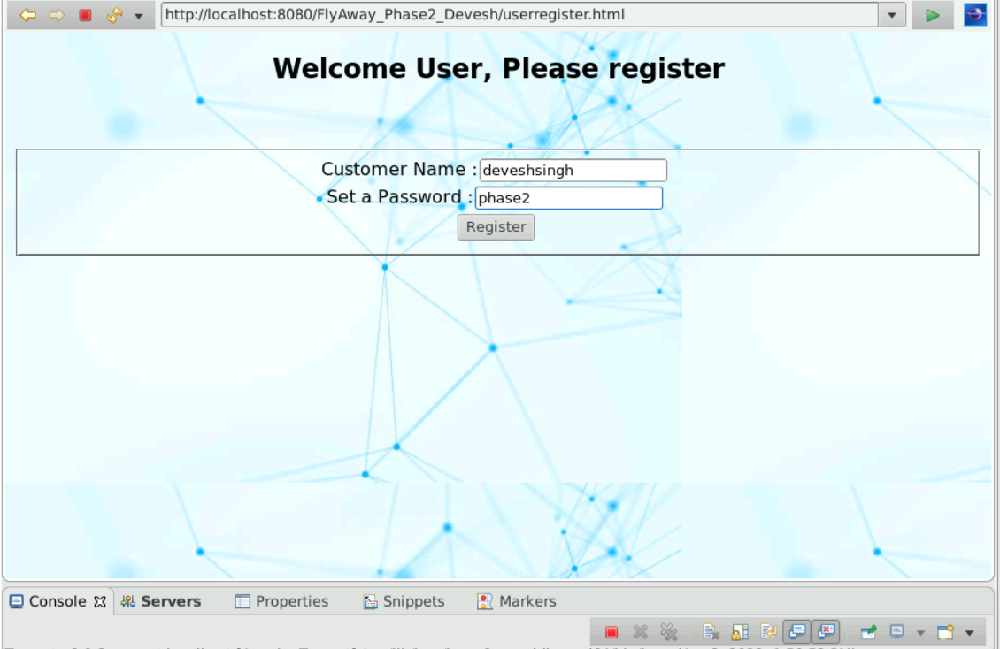 http://localhost:8080/FlyAway_Phase2_Devesh/userregister.html
Welcome User, Please register
Customer Name : deveshsingh
Set a Password : phase2
Register
Console Servers Properties Snippets Markers